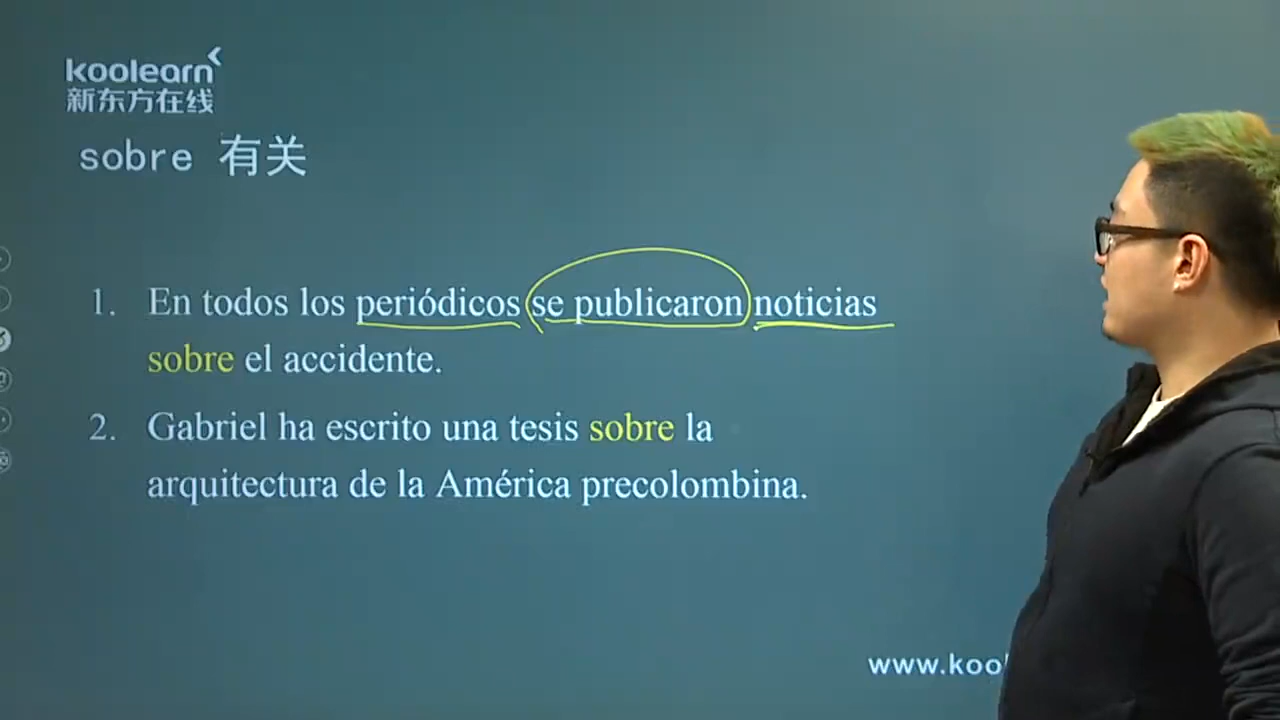 koolearn
新东方在线
sobre 有关
1. En todos los periódicos se publicaron noticias
sobre el accidente.
2. Gabriel ha escrito una tesis sobre la
arquitectura de la América precolombina.
www.kool